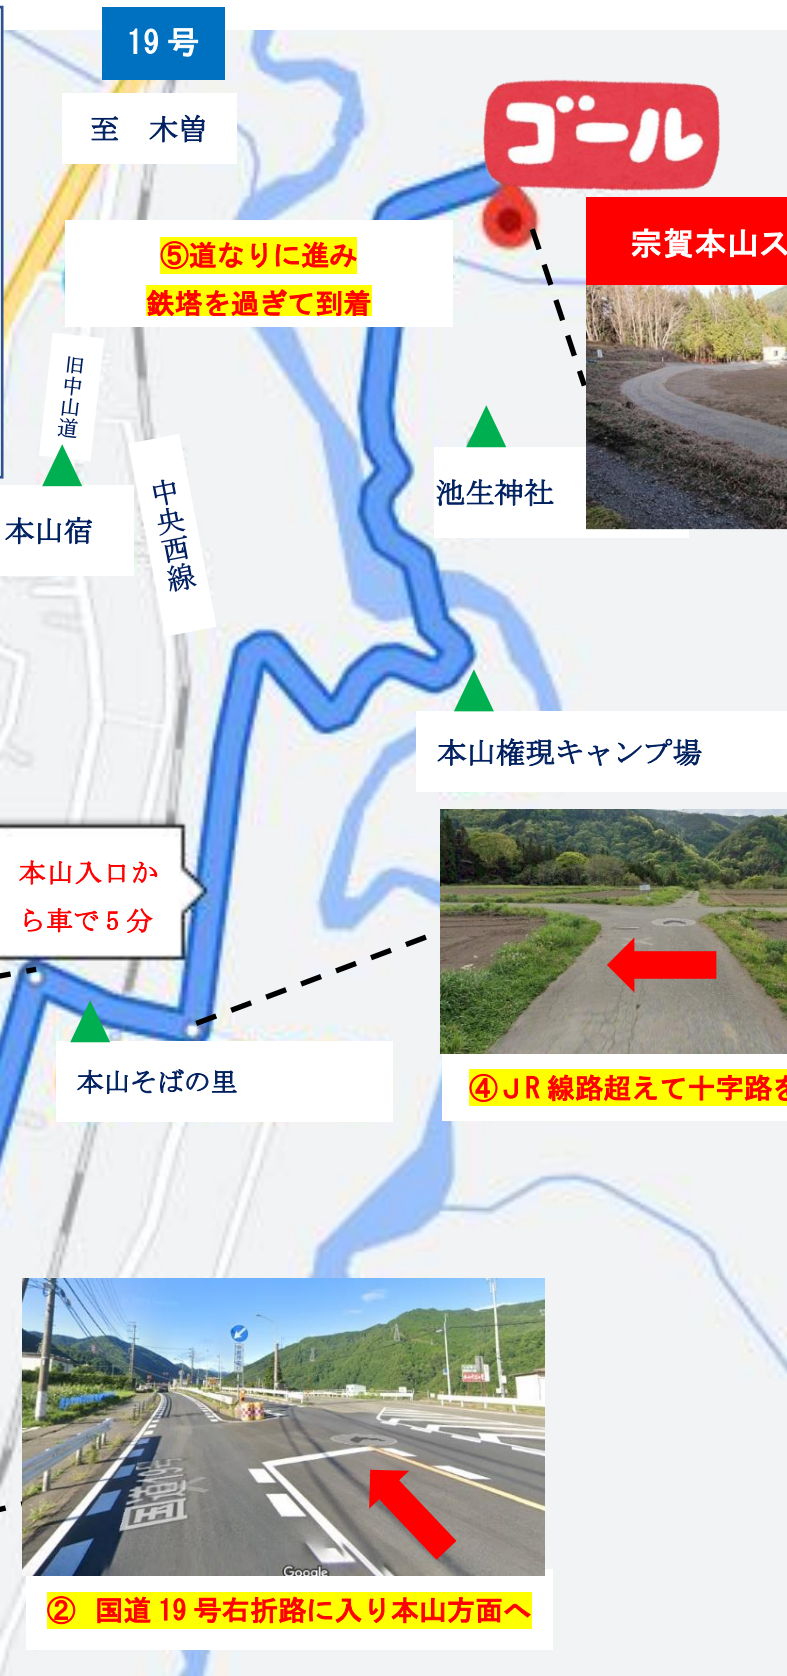 19号
至　木曽
ゴール
⑤道なりに進み
鉄塔を過ぎて到着
宗賀本山ス
旧中山道
本山宿
中央西線
池生神社
本山権現キャンプ場
本山入口か
ら車で5分
本山そばの里
④JR線路超えて十字路を
国道19号
Google
②　国道19号右折路に入り本山方面へ